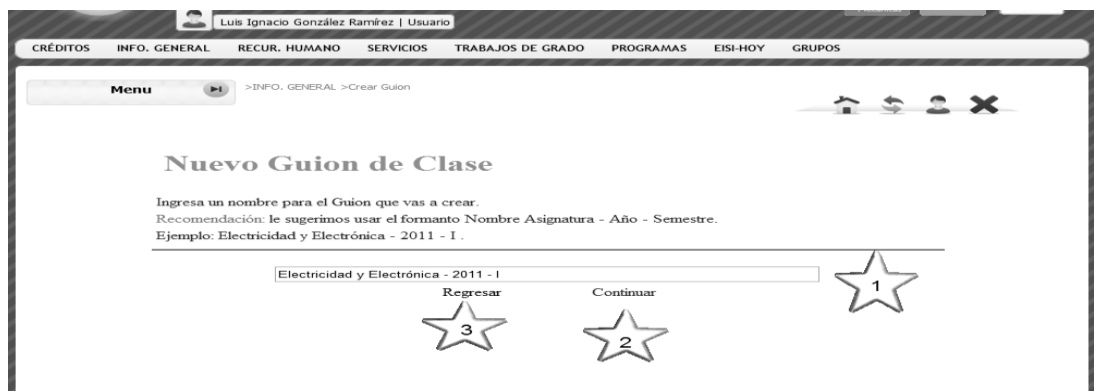 Luis Ignacio González Ramírez | Usuario
CRÉDITOS INFO. GENERAL RECUR. HUMANO SERVICIOS TRABAJOS DE GRADO PROGRAMAS EISI-HOY GRUPOS
Menu >INFO. GENERAL >Crear Guion
Nuevo Guion de Clase
Ingresa un nombre para el Guion que vas a crear.
Recomendación: le sugerimos usar el formanto Nombre Asignatura - Año - Semestre.
Ejemplo: Electricidad y Electrónica - 2011 - I .
Electricidad y Electrónica - 2011 - I
1
Regresar Continuar
3 2